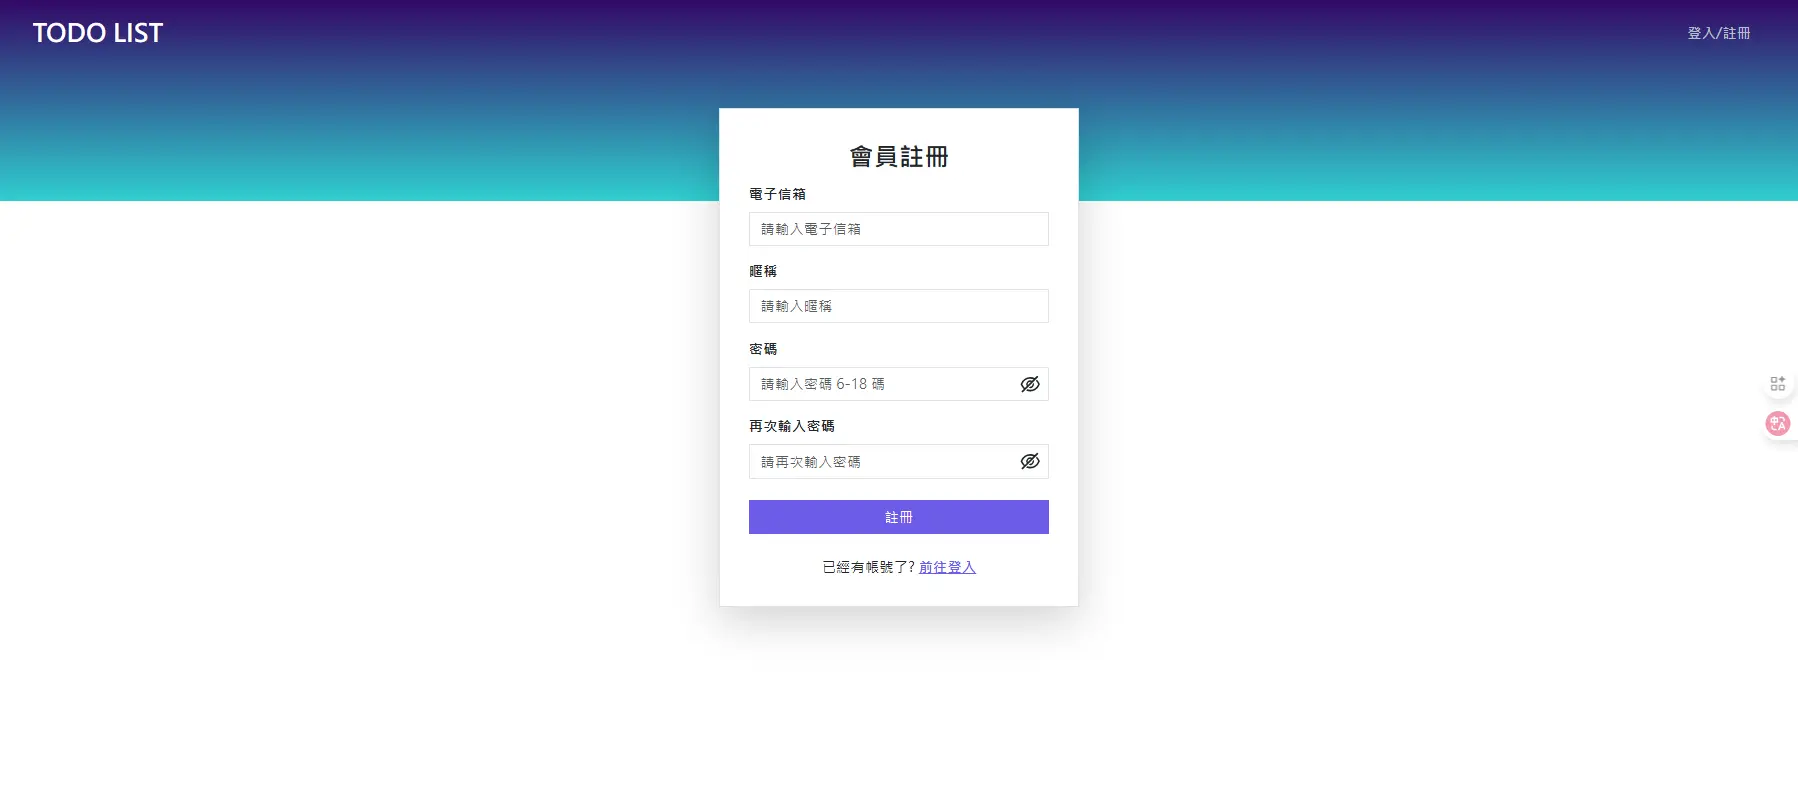 TODO LIST
登入/註冊
會員註冊
電子信箱
請輸入電子信箱
暱稱
請輸入暱稱
密碼
請輸入密碼 6-18 碼
再次輸入密碼
請再次輸入密碼
註冊
已經有帳號了? 前往登入